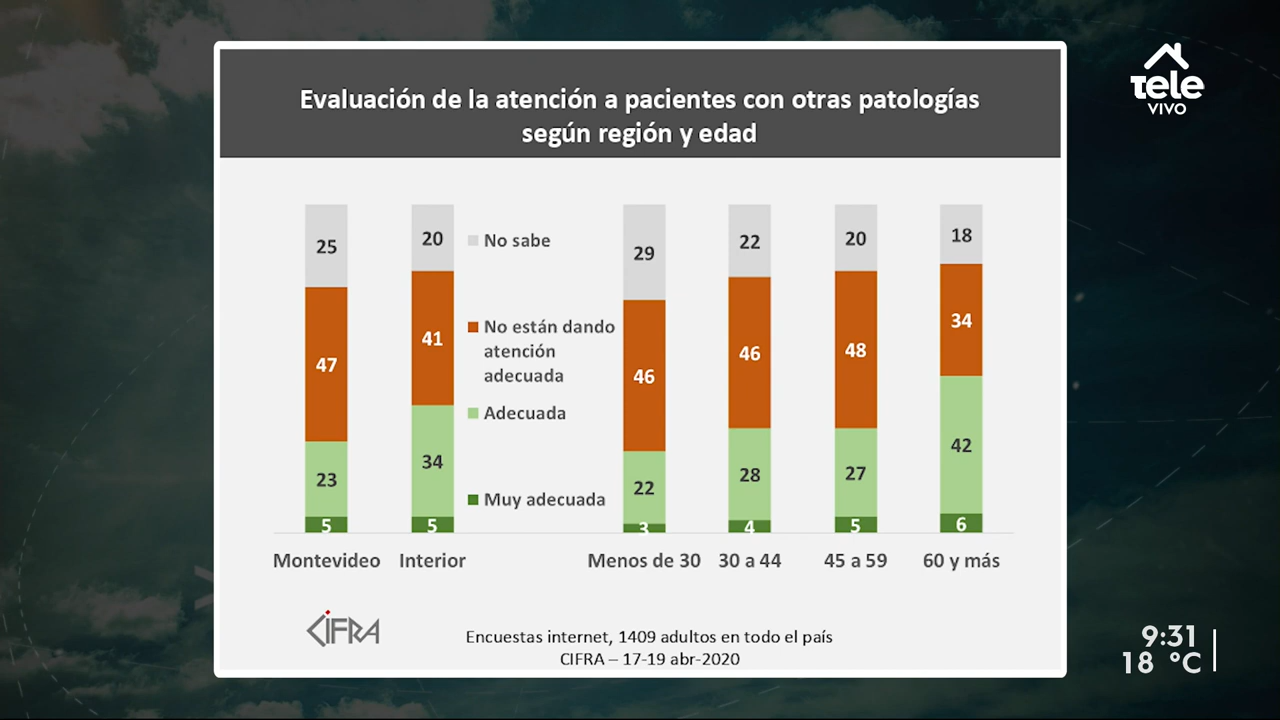 Evaluación de la atención a pacientes con otras patologías
según región y edad
Tele
VIVO
25
20
No sabe
29
22
20
18
47
41
No están dando
atención
adecuada
46
46
48
34
23
34
Adecuada
22
28
27
42
5
5
Muy adecuada
3
4
5
6
Montevideo
Interior
Menos de 30
30 a 44
45 a 59
60 y más
CIFRA
Encuestas internet, 1409 adultos en todo el país
CIFRA – 17-19 abr-2020
9:31
18 °C